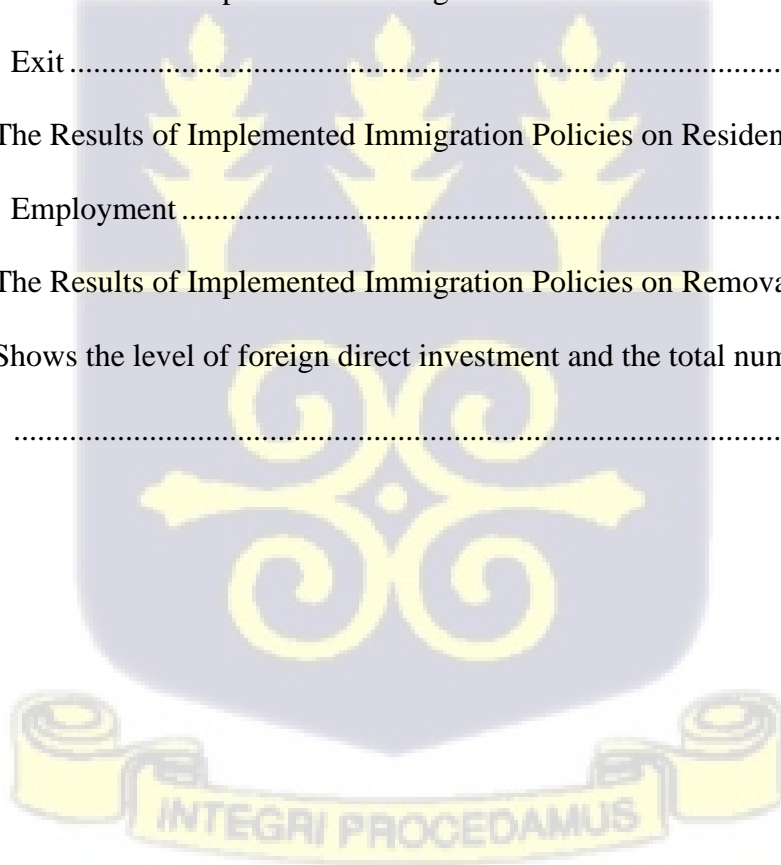 Exit ........................................................................................
The Results of Implemented Immigration Policies on Residen
Employment ...........................................................................
The Results of Implemented Immigration Policies on Remova
Shows the level of foreign direct investment and the total num
........................................................................................
INTEGRI PROCEDAMUS